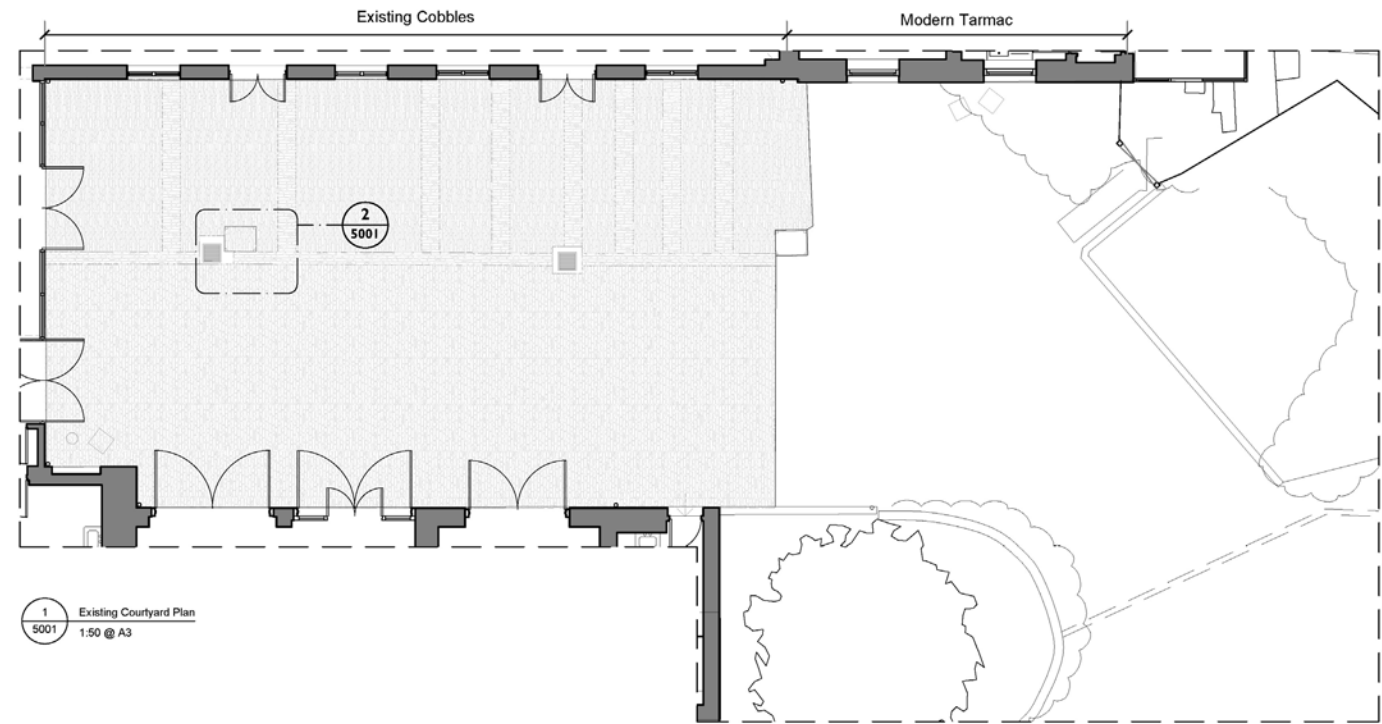 Existing Cobbles
Modern Tarmac
2
5001
1
5001
Existing Courtyard Plan
1:50 @ A3